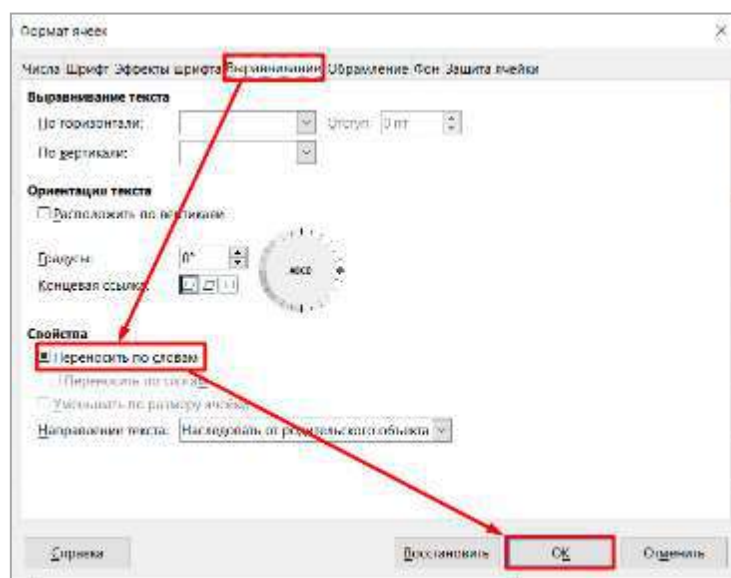 Формат ячеек
Числа Шрифт Эффекты шрифта Выравнивание Обрамление Фон Защита ячейки
Выравнивание текста
По горизонтали:
Отступ 0 пт
По вертикали:
Ориентация текста
Расположить по вертикали
Градусы: 0°
ABCD
Концевая ссылка:
Свойства
Переносить по словам
Переносить по слогам
Уменьшать по размеру ячейки
Направление текста: Наследовать от родительского объекта
Справка Восстановить OK Отменить